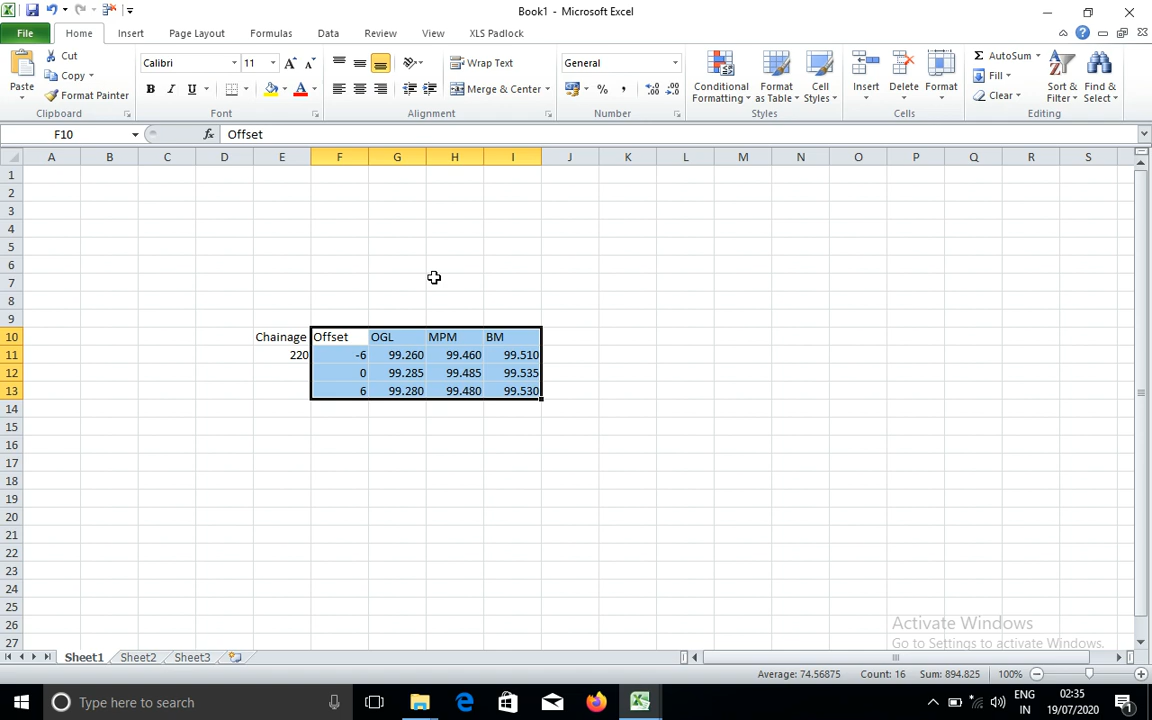 Book1 - Microsoft Excel
File Home Insert Page Layout Formulas Data Review View XLS Padlock
Paste
Cut
Copy
Format Painter
Clipboard
Calibri 11
B I U
Font
Wrap Text
Merge & Center
Alignment
General
Number
Conditional Formatting
Format as Table
Cell Styles
Styles
Insert
Delete
Format
Cells
Σ AutoSum
Fill
Clear
Sort & Filter
Find & Select
Editing
F10 fx Offset
A B C D E F G H I J K L M N O P Q R S
1
2
3
4
5
6
7
8
9
10 Chainage Offset OGL MPM BM
11 220 -6 99.260 99.460 99.510
12 0 99.285 99.485 99.535
13 6 99.280 99.480 99.530
14
15
16
17
18
19
20
21
22
23
24
25
26
27
Activate Windows
Go to Settings to activate Windows.
Sheet1 Sheet2 Sheet3
Average: 74.56875 Count: 16 Sum: 894.825 100%
Type here to search
ENG
IN
02:35
19/07/2020
1